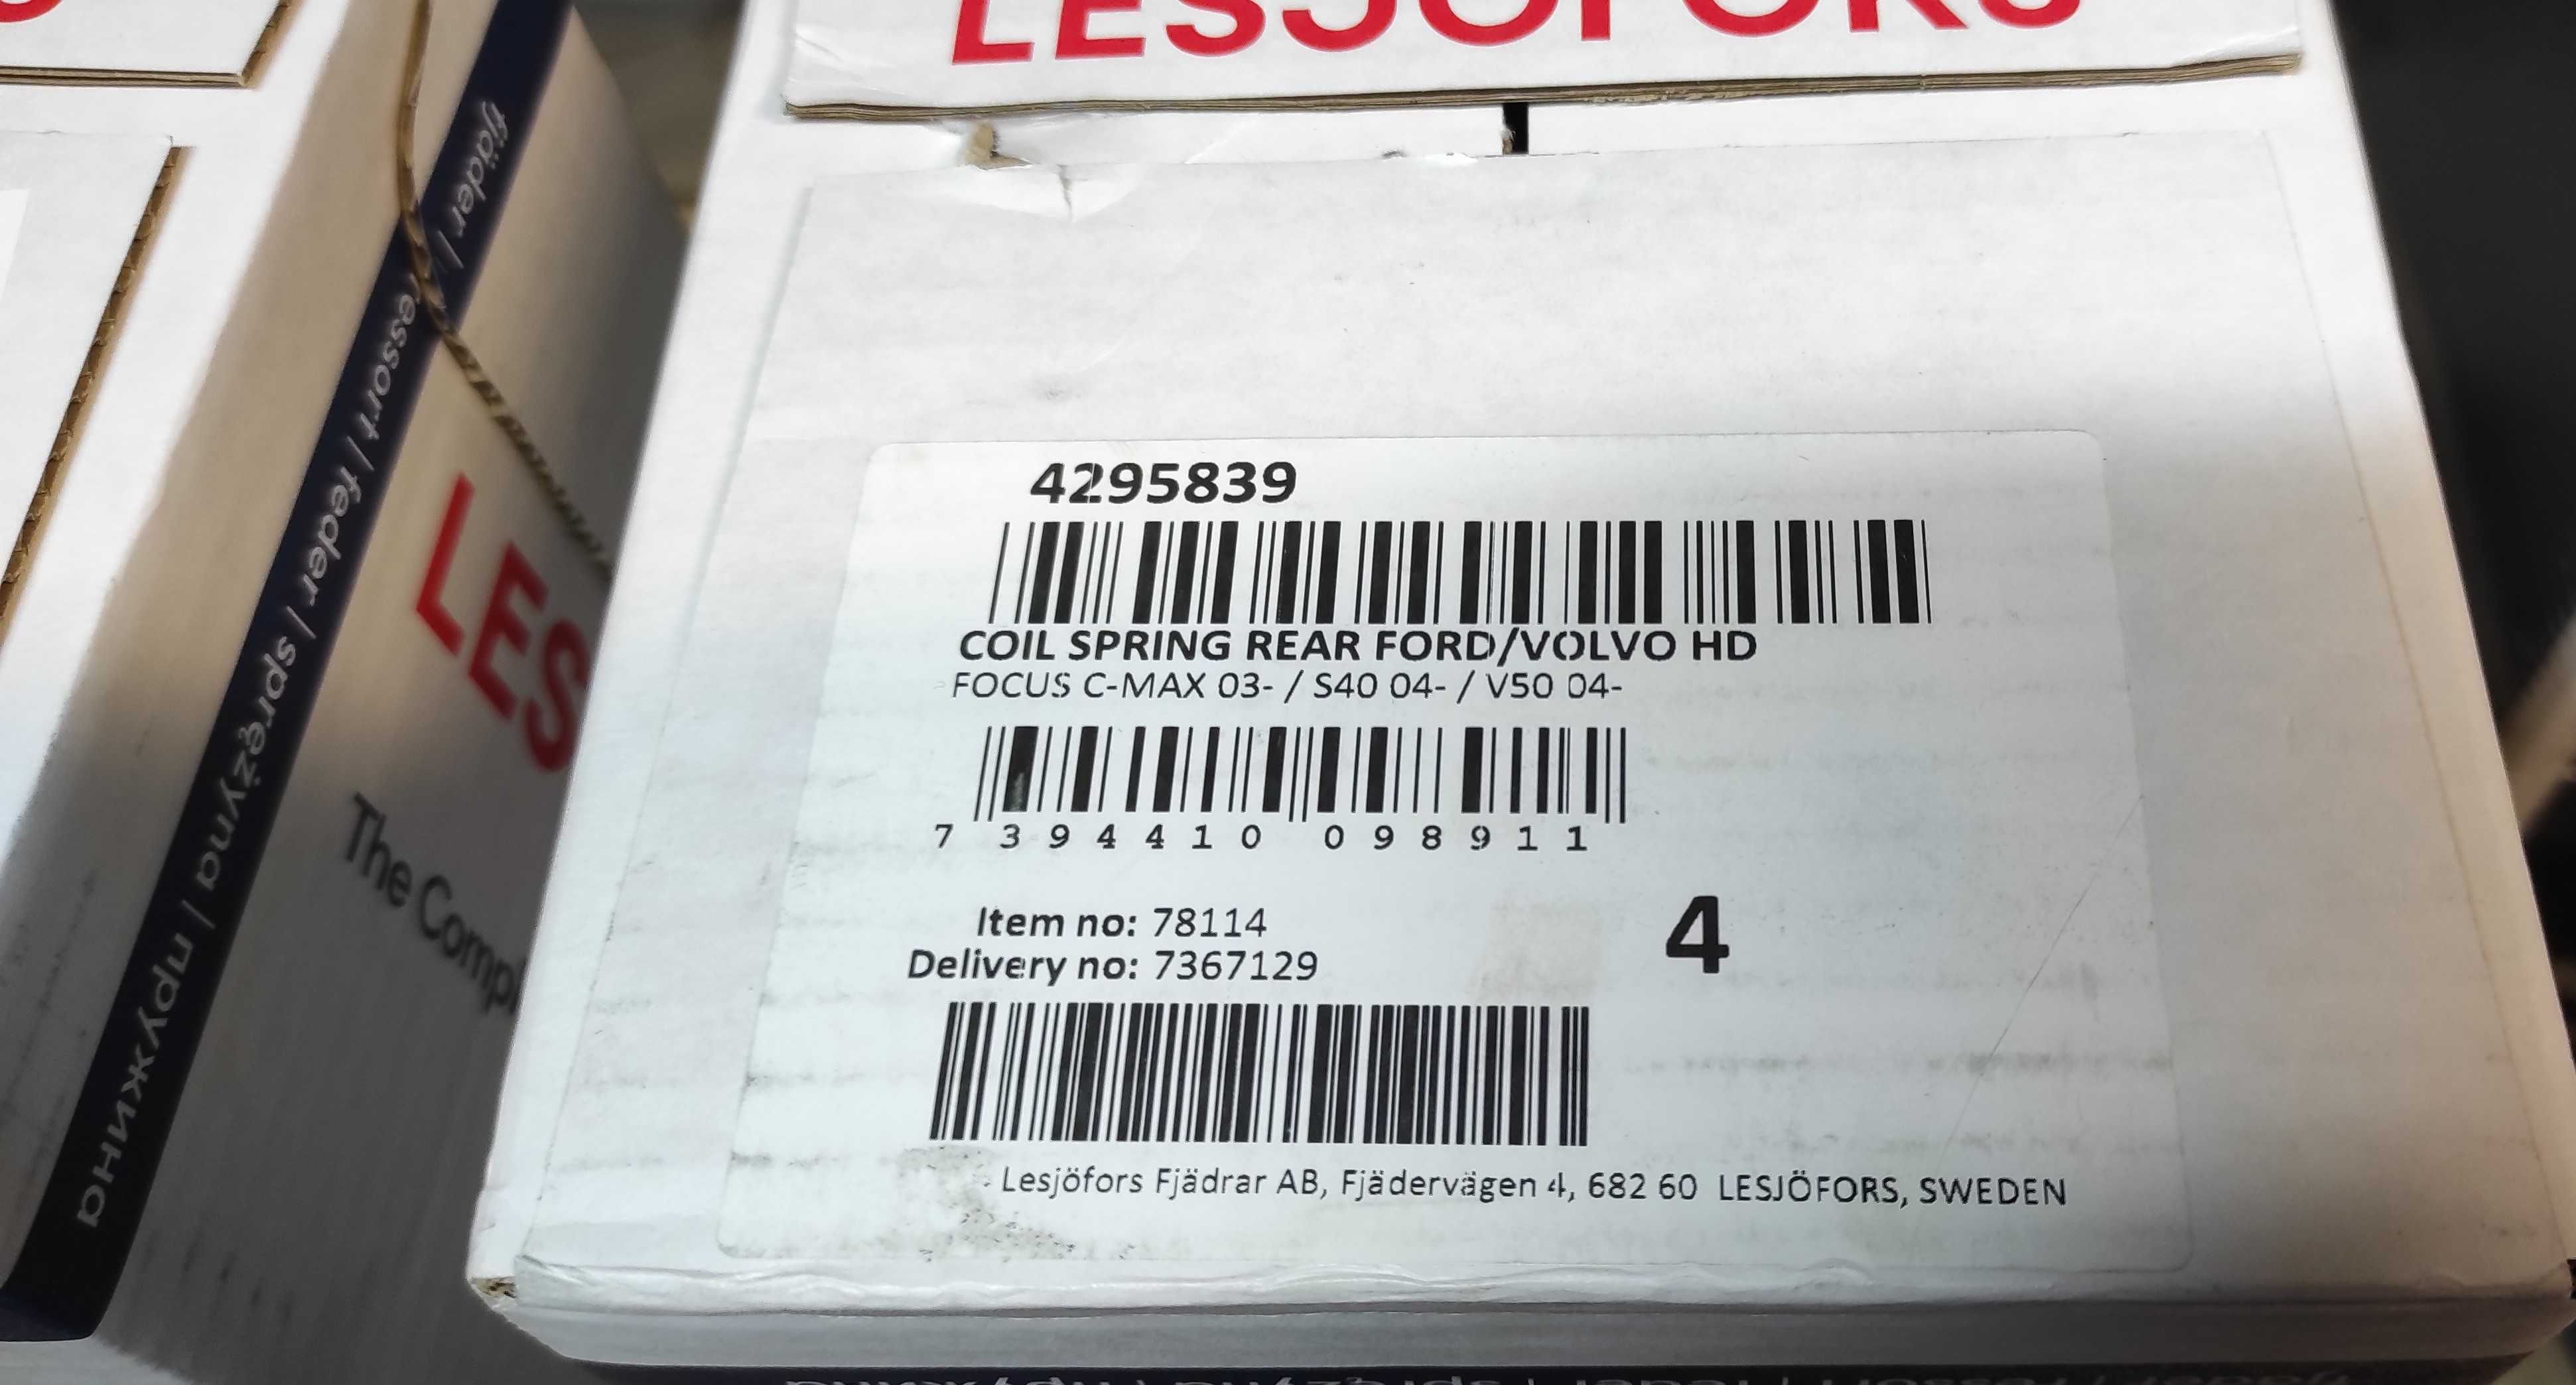 LESJÖFORS
4295839
COIL SPRING REAR FORD/VOLVO HD
FOCUS C-MAX 03- / S40 04- / V50 04-
7 394410 098911
Item no: 78114
4
Delivery no: 7367129
Lesjöfors Fjädrar AB, Fjädervägen 4, 682 60 LESJÖFORS, SWEDEN
fjäder / ressort / feder / sprężyna / пружина
LES
The Compl